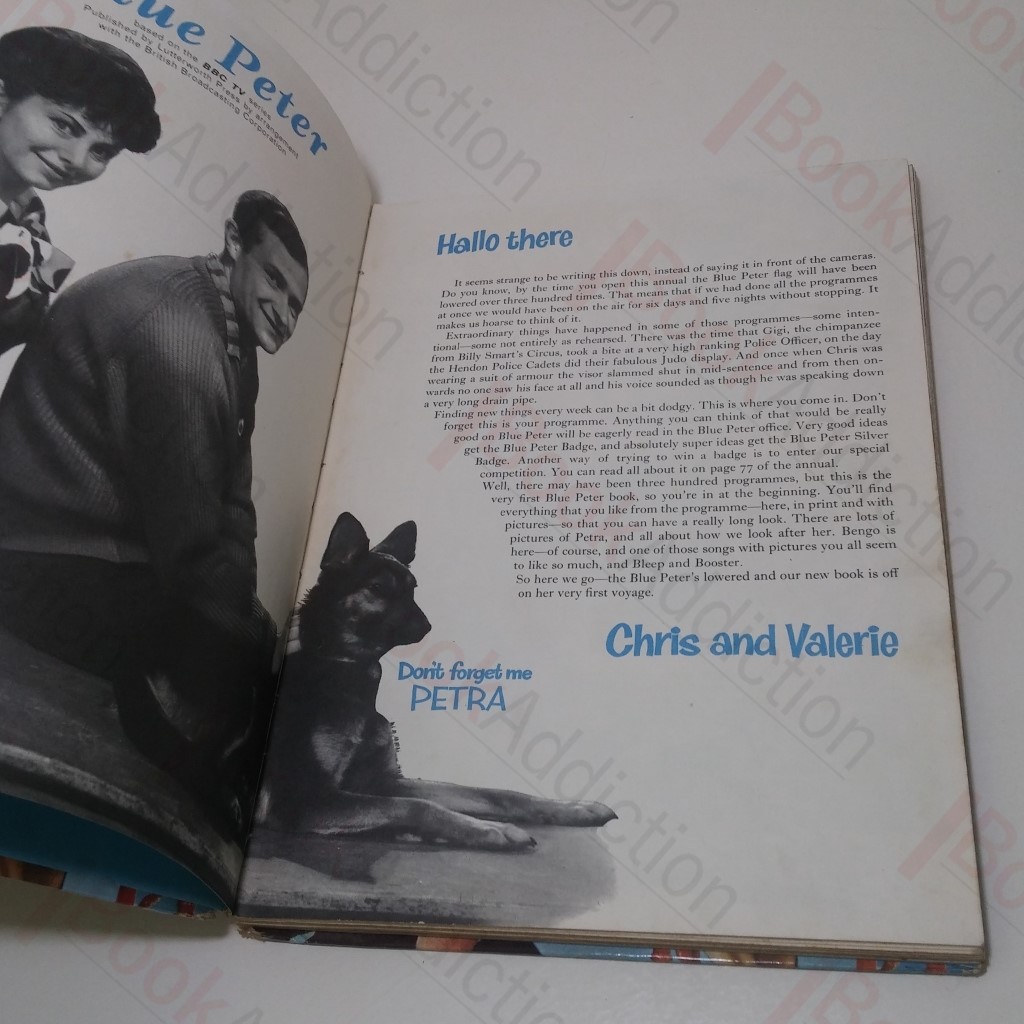 ue Peter
based on the BBC TV series
Published by Lutterworth Press by arrangement
with the British Broadcasting Corporation
Hallo there
It seems strange to be writing this down, instead of saying it in front of the cameras.
Do you know, by the time you open this annual the Blue Peter flag will have been
lowered over three hundred times. That means that if we had done all the programmes
at once we would have been on the air for six days and five nights without stopping. It
makes us hoarse to think of it.
Extraordinary things have happened in some of those programmes—some inten-
tional—some not entirely as rehearsed. There was the time that Gigi, the chimpanzee
from Billy Smart's Circus, took a bite at a very high ranking Police Officer, on the day
the Hendon Police Cadets did their fabulous Judo display. And once when Chris was
wearing a suit of armour the visor slammed shut in mid-sentence and from then on-
wards no one saw his face at all and his voice sounded as though he was speaking down
a very long drain pipe.
Finding new things every week can be a bit dodgy. This is where you come in. Don't
forget this is your programme. Anything you can think of that would be really
good on Blue Peter will be eagerly read in the Blue Peter office. Very good ideas
get the Blue Peter Badge, and absolutely super ideas get the Blue Peter Silver
Badge. Another way of trying to win a badge is to enter our special
competition. You can read all about it on page 77 of the annual.
Well, there may have been three hundred programmes, but this is the
very first Blue Peter book, so you're in at the beginning. You'll find
everything that you like from the programme—here, in print and with
pictures—so that you can have a really long look. There are lots of
pictures of Petra, and all about how we look after her. Bengo is
here—of course, and one of those songs with pictures you all seem
to like so much, and Bleep and Booster.
So here we go—the Blue Peter's lowered and our new book is off
on her very first voyage.
Chris and Valerie
Don't forget me
PETRA
BookAddiction